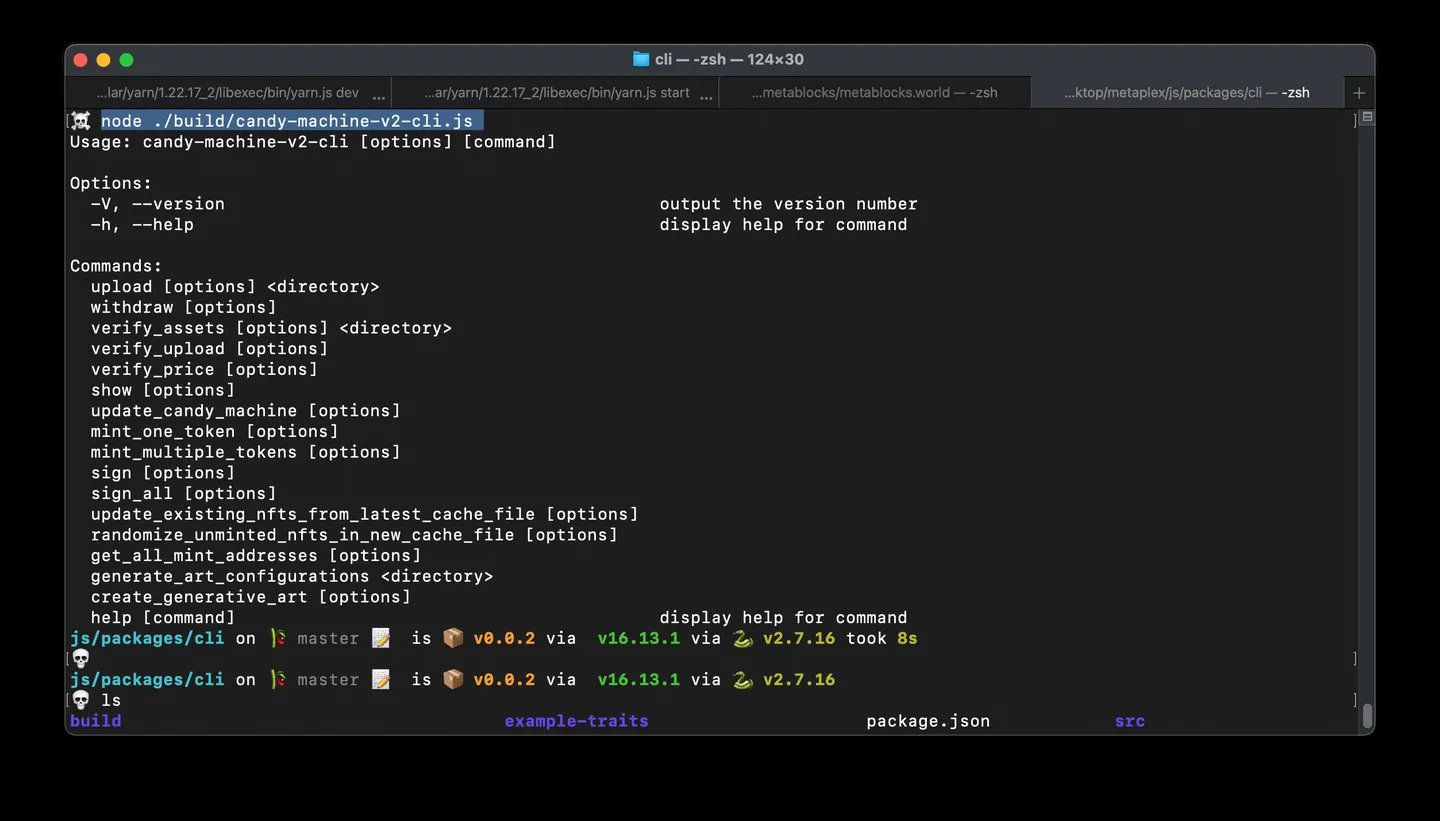 cli — -zsh — 124×30
...lar/yarn/1.22.17_2/libexec/bin/yarn.js dev ... ...ar/yarn/1.22.17_2/libexec/bin/yarn.js start ... ...metablocks/metablocks.world — -zsh ...ktop/metaplex/js/packages/cli — -zsh +
[☠️ node ./build/candy-machine-v2-cli.js ]
Usage: candy-machine-v2-cli [options] [command]
Options:
-V, --version output the version number
-h, --help display help for command
Commands:
upload [options] <directory>
withdraw [options]
verify_assets [options] <directory>
verify_upload [options]
verify_price [options]
show [options]
update_candy_machine [options]
mint_one_token [options]
mint_multiple_tokens [options]
sign [options]
sign_all [options]
update_existing_nfts_from_latest_cache_file [options]
randomize_unminted_nfts_in_new_cache_file [options]
get_all_mint_addresses [options]
generate_art_configurations <directory>
create_generative_art [options]
help [command] display help for command
js/packages/cli on master 📝 is 📦 v0.0.2 via v16.13.1 via 🐍 v2.7.16 took 8s
[💀 ]
js/packages/cli on master 📝 is 📦 v0.0.2 via v16.13.1 via 🐍 v2.7.16
[💀 ls ]
build example-traits package.json src